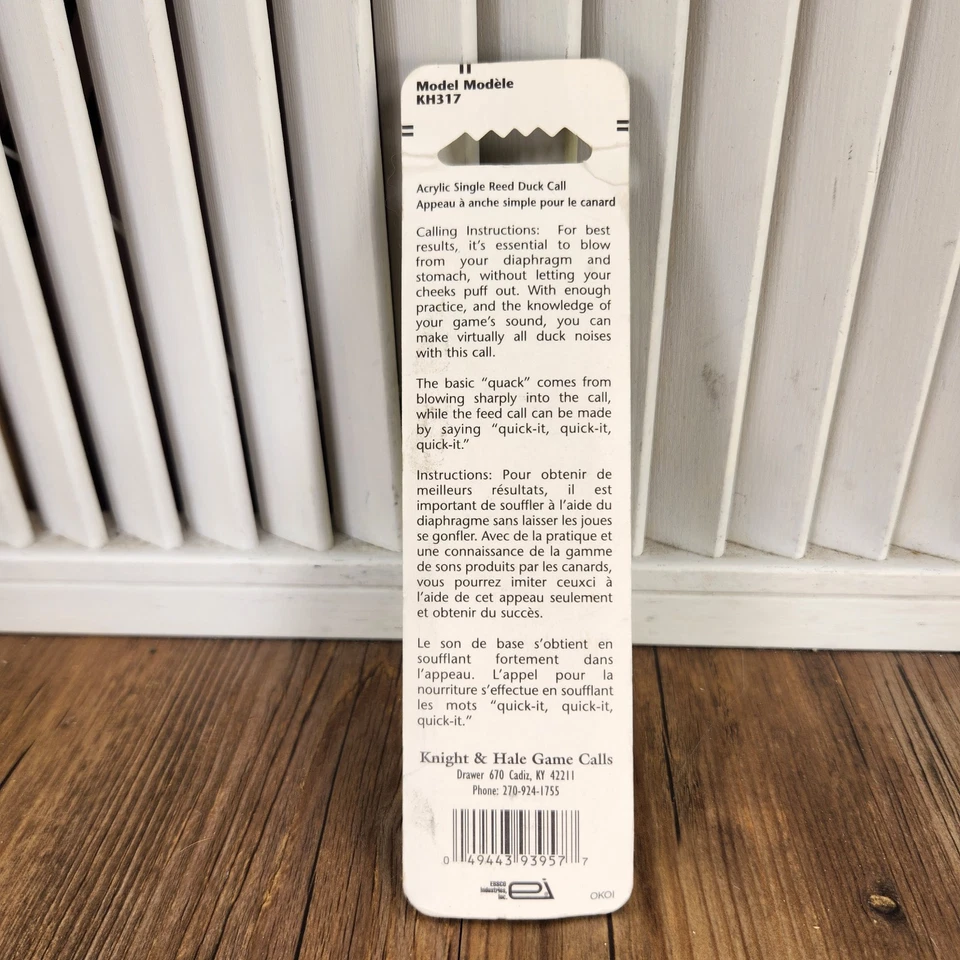 Model Modèle
KH317
Acrylic Single Reed Duck Call
Appeau à anche simple pour le canard
Calling Instructions: For best
results, it's essential to blow
from your diaphragm and
stomach, without letting your
cheeks puff out. With enough
practice, and the knowledge of
your game's sound, you can
make virtually all duck noises
with this call.
The basic "quack" comes from
blowing sharply into the call,
while the feed call can be made
by saying "quick-it, quick-it,
quick-it."
Instructions: Pour obtenir de
meilleurs résultats, il est
important de souffler à l'aide du
diaphragme sans laisser les joues
se gonfler. Avec de la pratique et
une connaissance de la gamme
de sons produits par les canards,
vous pourrez imiter ceuxci à
l'aide de cet appeau seulement
et obtenir du succès.
Le son de base s'obtient en
soufflant fortement dans
l'appeau. L'appel pour la
nourriture s'effectue en soufflant
les mots "quick-it, quick-it,
quick-it."
Knight & Hale Game Calls
Drawer 670 Cadiz, KY 42211
Phone: 270-924-1755
0 49443 93957 7
EBSCO
Industries,
Inc.
OKOI